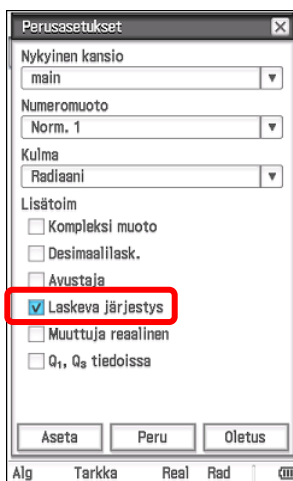 Perusasetukset
Nykyinen kansio
main
Numeromuoto
Norm. 1
Kulma
Radiaani
Lisätoim
Kompleksi muoto
Desimaalilask.
Avustaja
Laskeva järjestys
Muuttuja reaalinen
Q₁, Q₃ tiedoissa
Aseta Peru Oletus
Alg Tarkka Real Rad